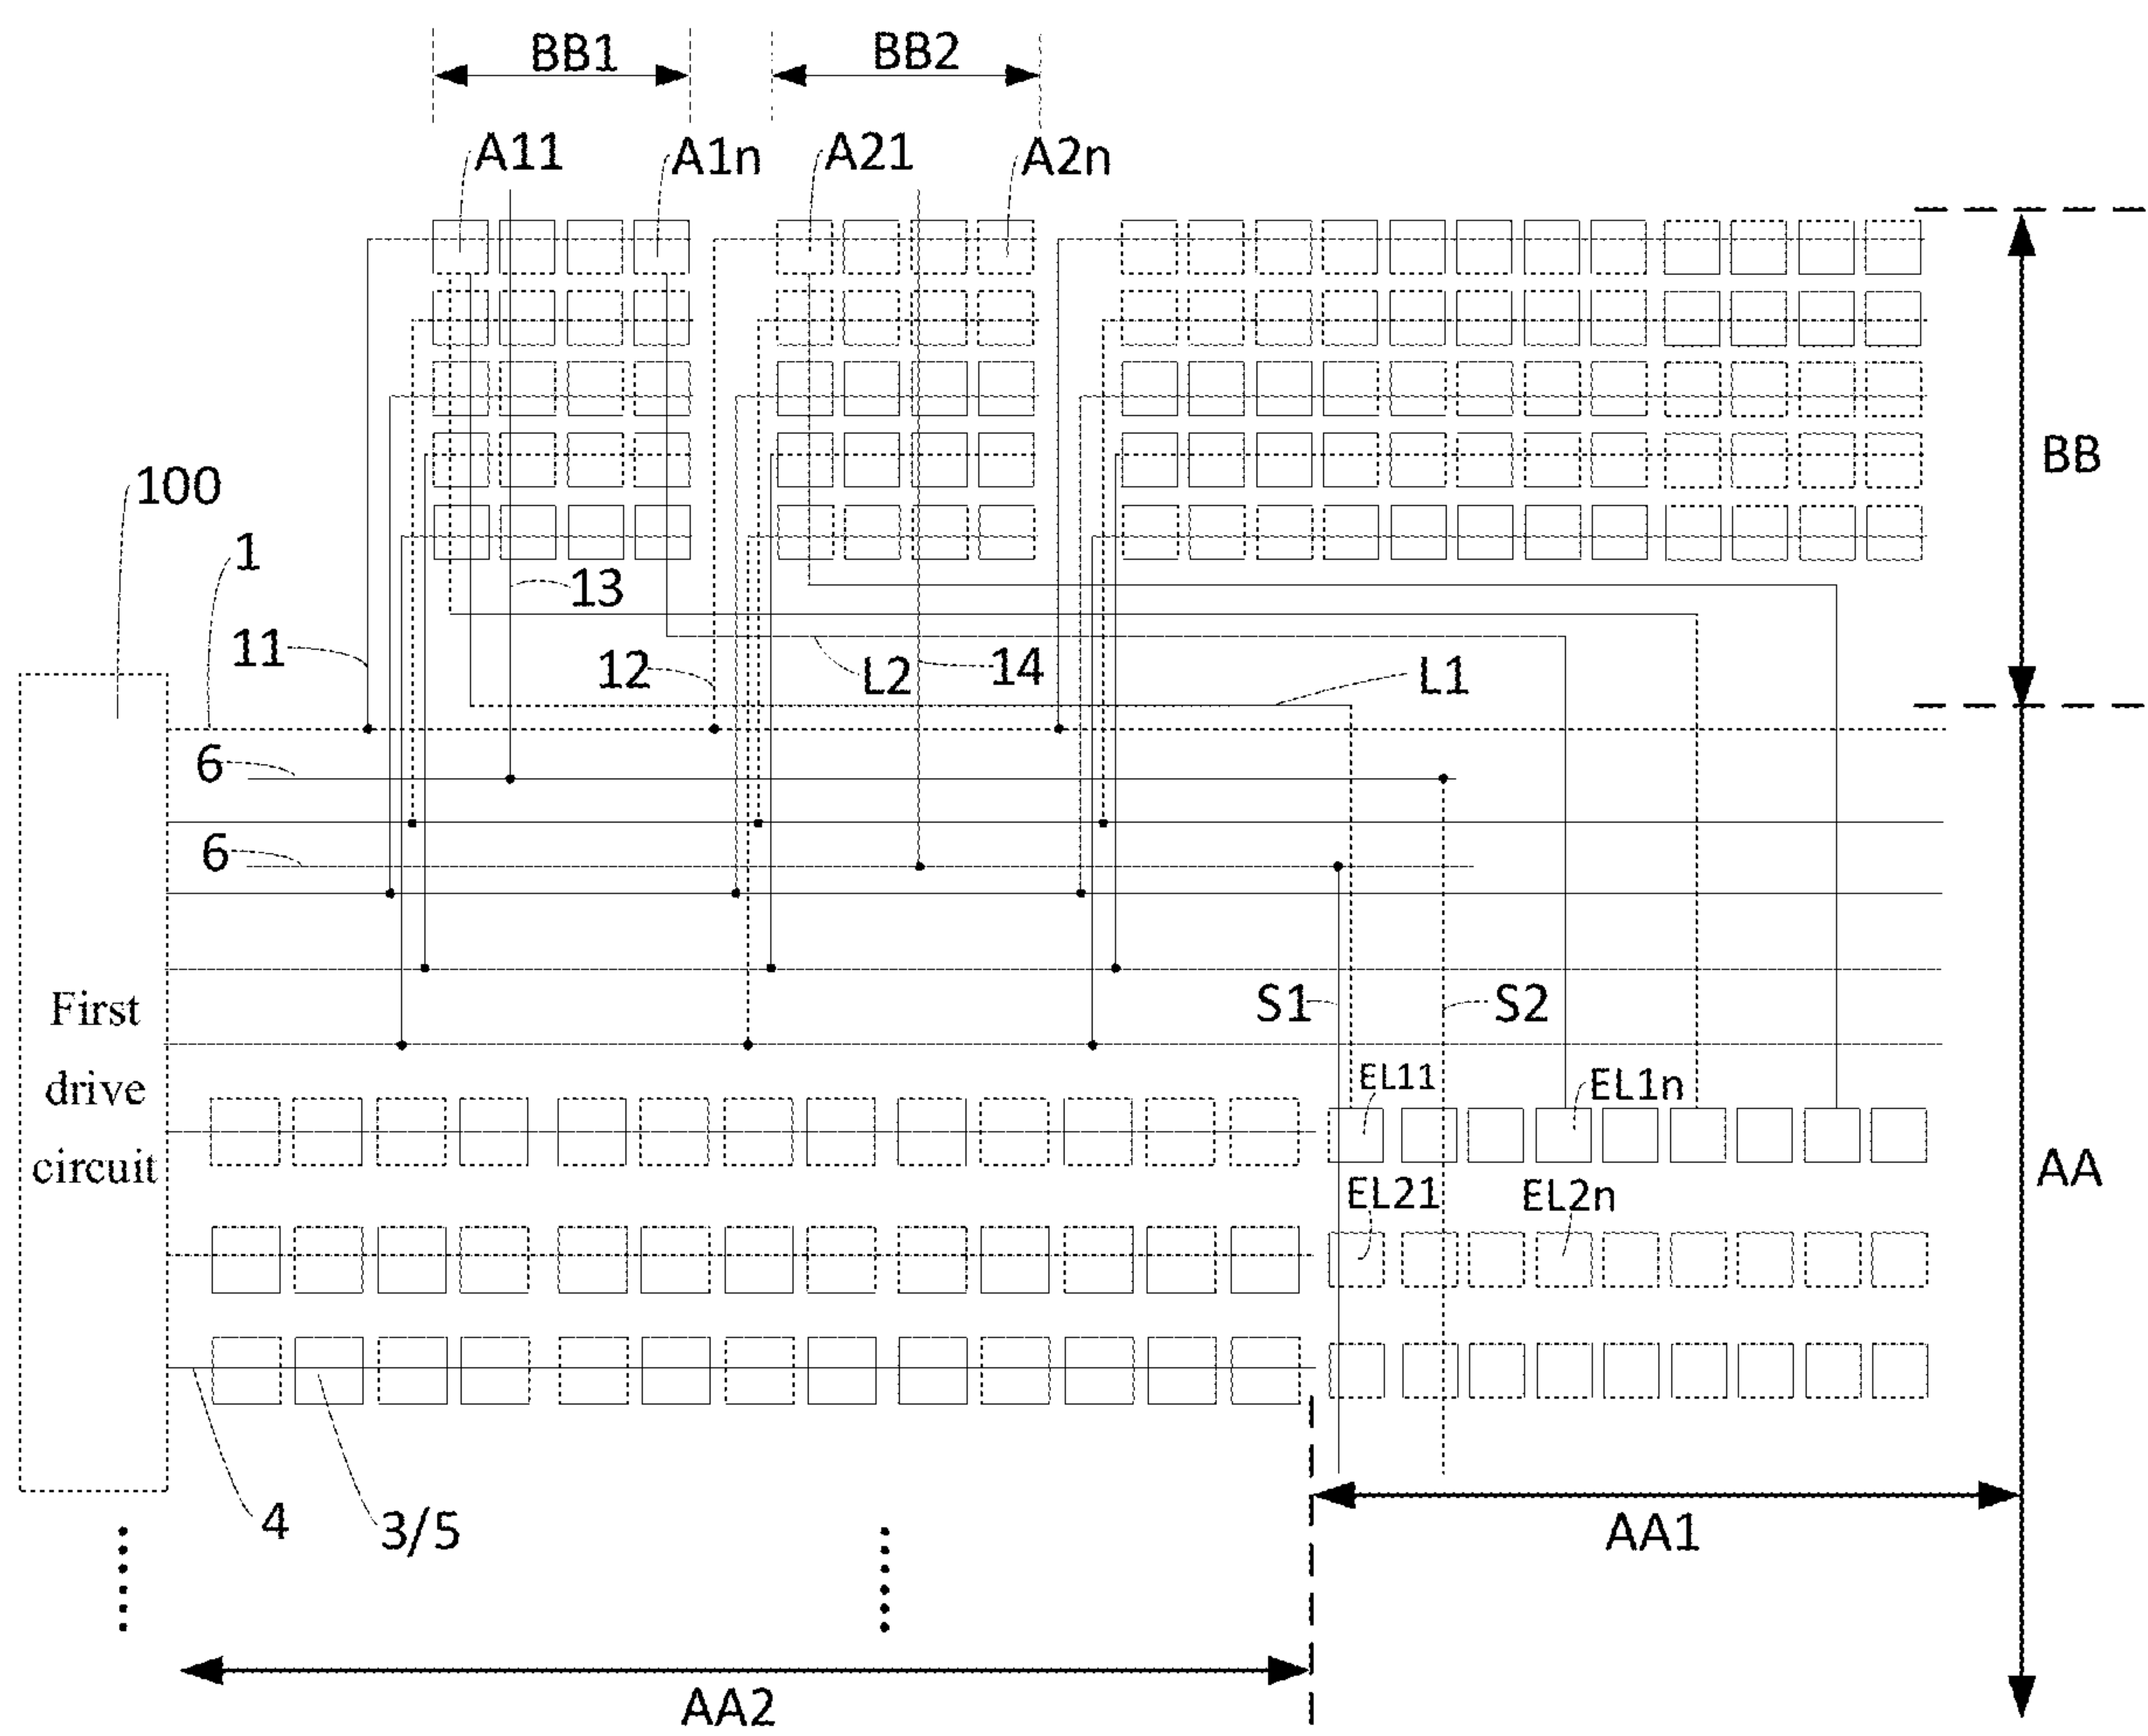 BB1 BB2
A11 A1n A21 A2n
BB
100
1
13
11 12 L2 14 L1
6
6
S1 S2
First
drive
circuit
EL11 EL1n
AA
EL21 EL2n
4 3/5
AA1
AA2